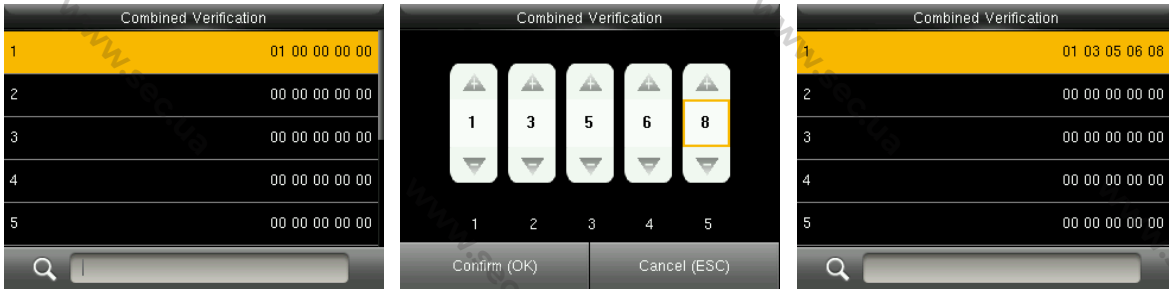 Combined Verification
1 01 00 00 00 00
2 00 00 00 00 00
3 00 00 00 00 00
4 00 00 00 00 00
5 00 00 00 00 00
Combined Verification
1 3 5 6 8
1 2 3 4 5
Confirm (OK) Cancel (ESC)
Combined Verification
1 01 03 05 06 08
2 00 00 00 00 00
3 00 00 00 00 00
4 00 00 00 00 00
5 00 00 00 00 00
www.sec.ua